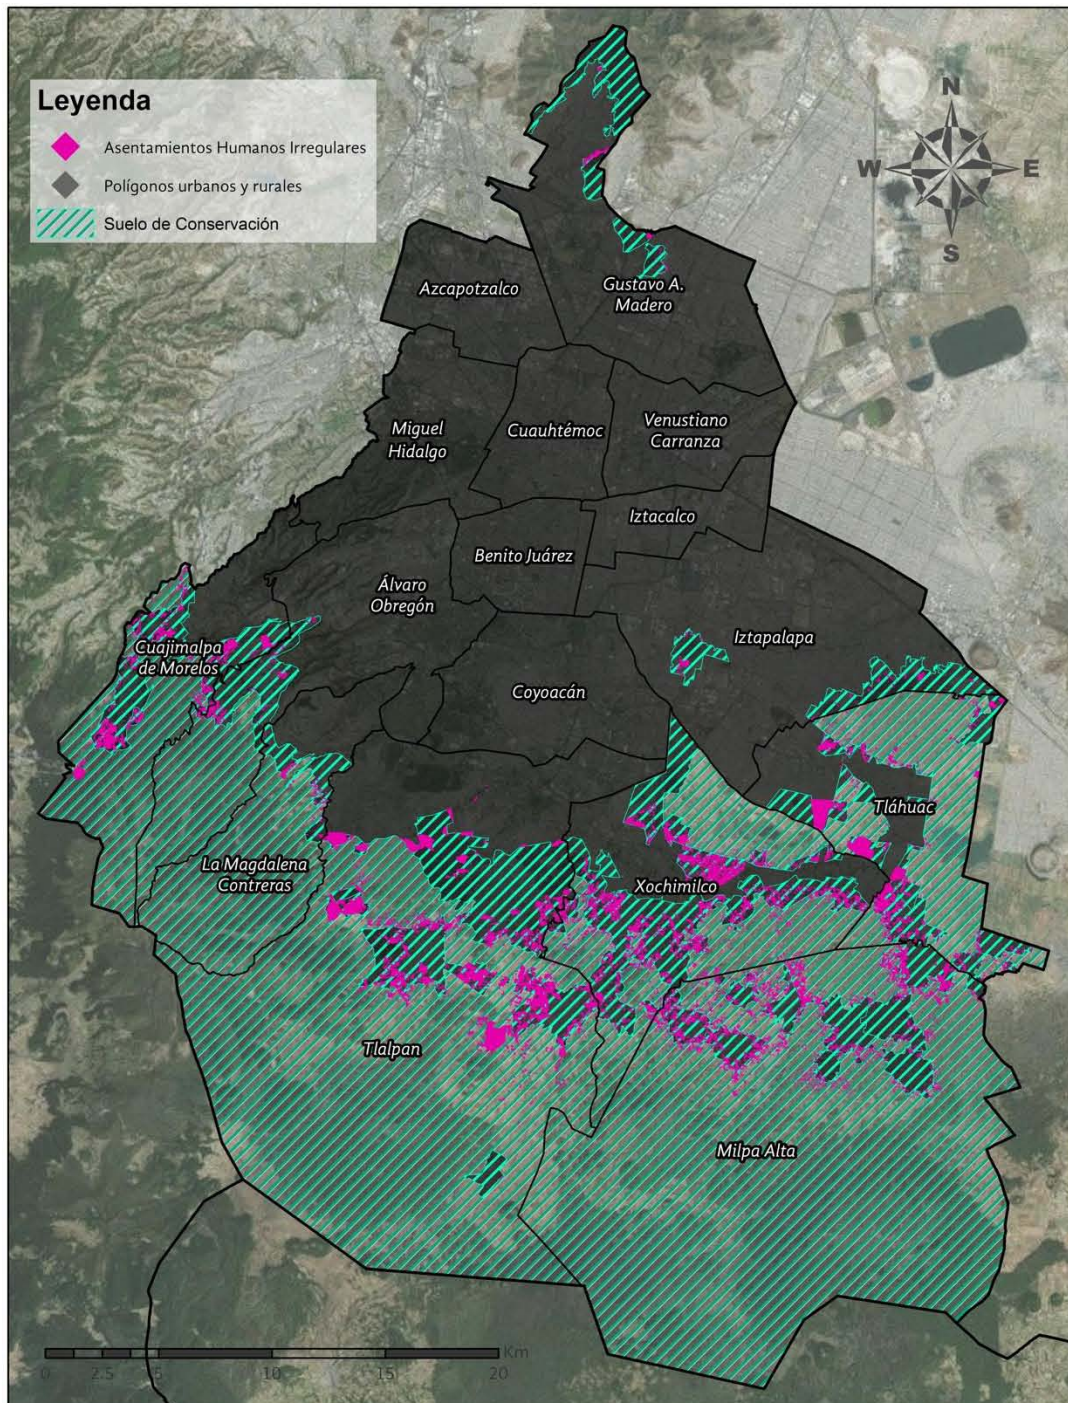 Leyenda
Asentamientos Humanos Irregulares
Polígonos urbanos y rurales
Suelo de Conservación
N
W
E
S
Azcapotzalco
Gustavo A.
Madero
Miguel
Hidalgo
Cuauhtémoc
Venustiano
Carranza
Iztacalco
Benito Juárez
Álvaro
Obregón
Iztapalapa
Cuajimalpa
de Morelos
Coyoacán
Tláhuac
La Magdalena
Contreras
Xochimilco
Tlalpan
Milpa Alta
Km
0 2.5 5 10 20